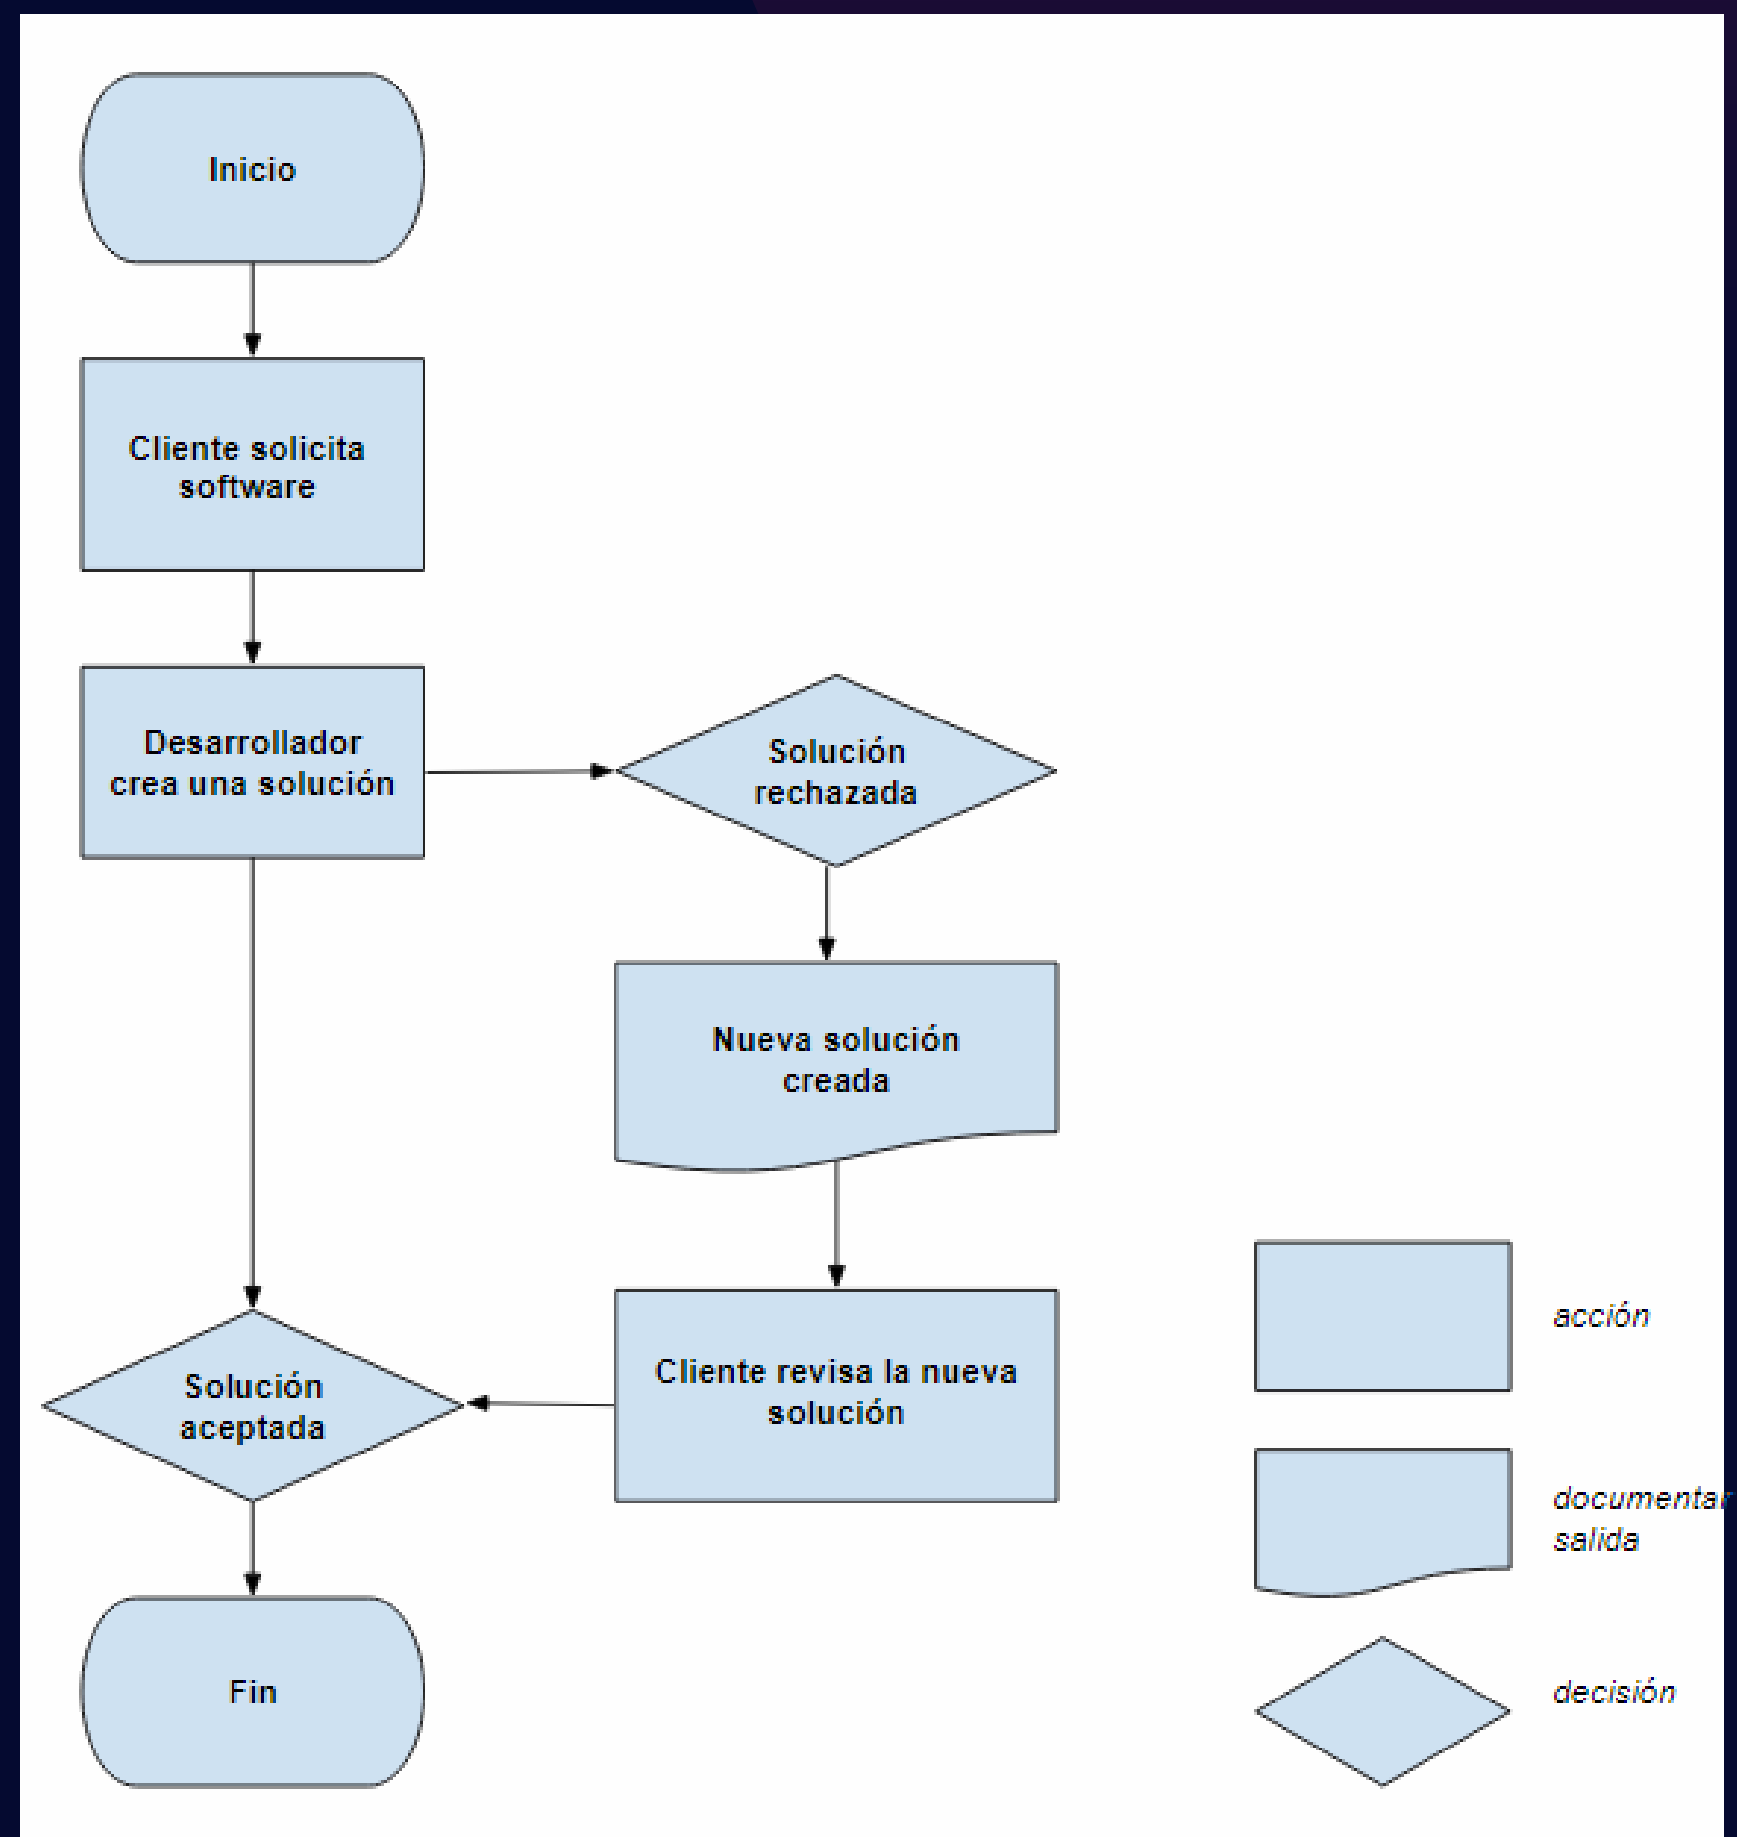 Inicio
Cliente solicita
software
Desarrollador
crea una solución
Solución
rechazada
Nueva solución
creada
Cliente revisa la nueva
solución
Solución
aceptada
Fin
acción
documentar
salida
decisión